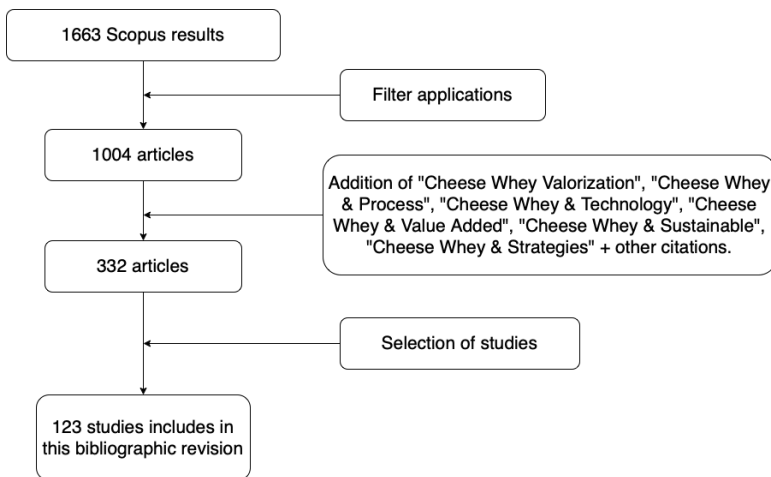 1663 Scopus results
Filter applications
1004 articles
Addition of "Cheese Whey Valorization", "Cheese Whey
& Process", "Cheese Whey & Technology", "Cheese
Whey & Value Added", "Cheese Whey & Sustainable",
"Cheese Whey & Strategies" + other citations.
332 articles
Selection of studies
123 studies includes in
this bibliographic revision